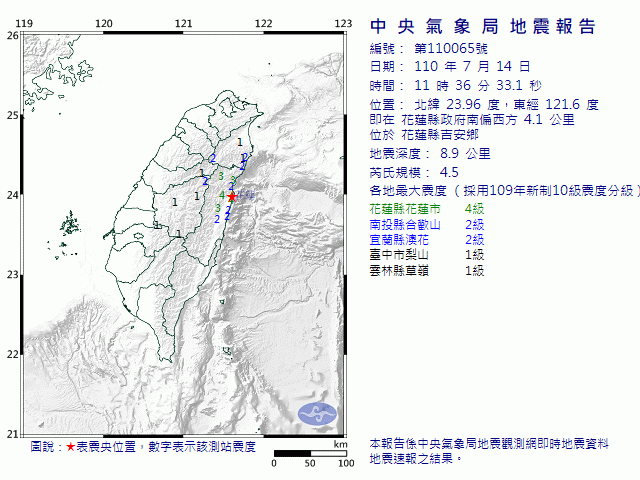 中央氣象局地震報告
編號： 第110065號
日期： 110 年 7 月 14 日
時間： 11 時 36 分 33.1 秒
位置： 北緯 23.96 度，東經 121.6 度
即在 花蓮縣政府南偏西方 4.1 公里
位於 花蓮縣吉安鄉
地震深度： 8.9 公里
芮氏規模： 4.5
各地最大震度（採用109年新制10級震度分級）
花蓮縣花蓮市 4級
南投縣合歡山 2級
宜蘭縣澳花 2級
臺中市梨山 1級
雲林縣草嶺 1級
本報告係中央氣象局地震觀測網即時地震資料
地震速報之結果。
119 120 121 122 123
26
25
24
23
22
21
1
2
1
2
2
1
2
3
3
2
1
1
4
3
2
2
2
1
1
圖說：★表震央位置，數字表示該測站震度
km
0 50 100